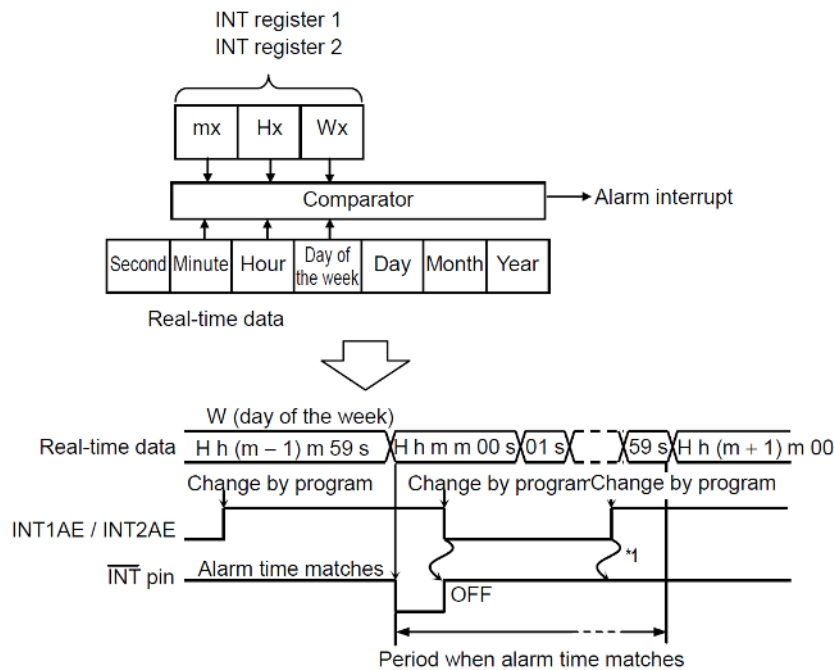 INT register 1
INT register 2
mx Hx Wx
Comparator
Alarm interrupt
Second Minute Hour Day of the week Day Month Year
Real-time data
W (day of the week)
Real-time data H h (m − 1) m 59 s H h m m 00 s 01 s 59 s H h (m + 1) m 00
Change by program Change by program Change by program
INT1AE / INT2AE
*1
INT pin Alarm time matches
OFF
Period when alarm time matches